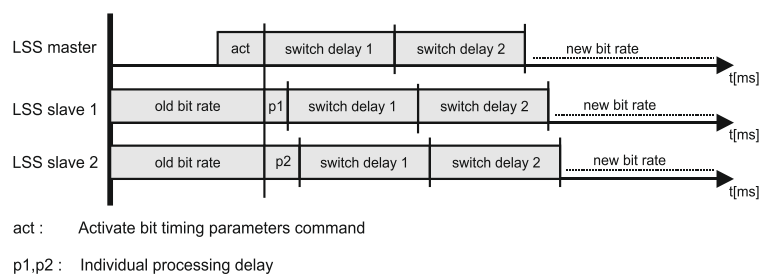 LSS master act switch delay 1 switch delay 2 new bit rate
t[ms]
LSS slave 1 old bit rate p1 switch delay 1 switch delay 2 new bit rate
t[ms]
LSS slave 2 old bit rate p2 switch delay 1 switch delay 2 new bit rate
t[ms]
act : Activate bit timing parameters command
p1,p2 : Individual processing delay